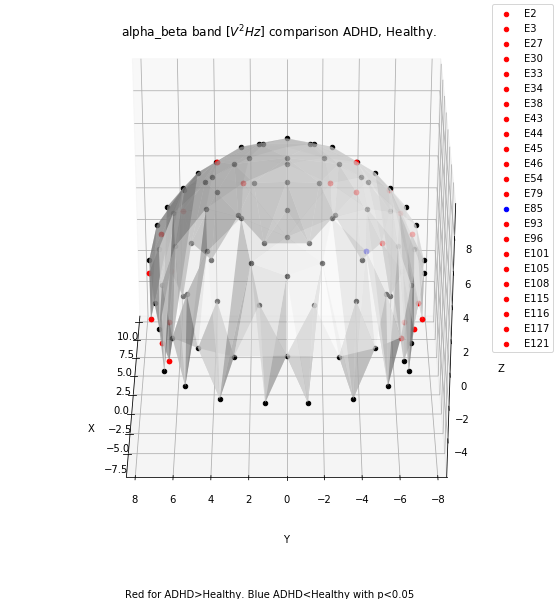 alpha_beta band [V²Hz] comparison ADHD, Healthy.
E2
E3
E27
E30
E33
E34
E38
E43
E44
E45
E46
E54
E79
E85
E93
E96
E101
E105
E108
E115
E116
E117
E121
8
6
4
2
0
−2
−4
Z
10.0
7.5
5.0
2.5
0.0
−2.5
−5.0
−7.5
X
8 6 4 2 0 −2 −4 −6 −8
Y
Red for ADHD>Healthy. Blue ADHD<Healthy with p<0.05